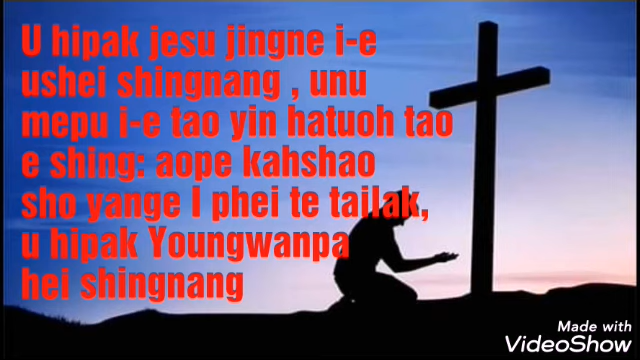 U hipak jesu jingne i-e
ushei shingnang , unu
mepu i-e tao yin hatuoh tao
e shing: aope kahshao
sho yange I phei te tailak,
u hipak Youngwanpa
hei shingnang
Made with
VideoShow